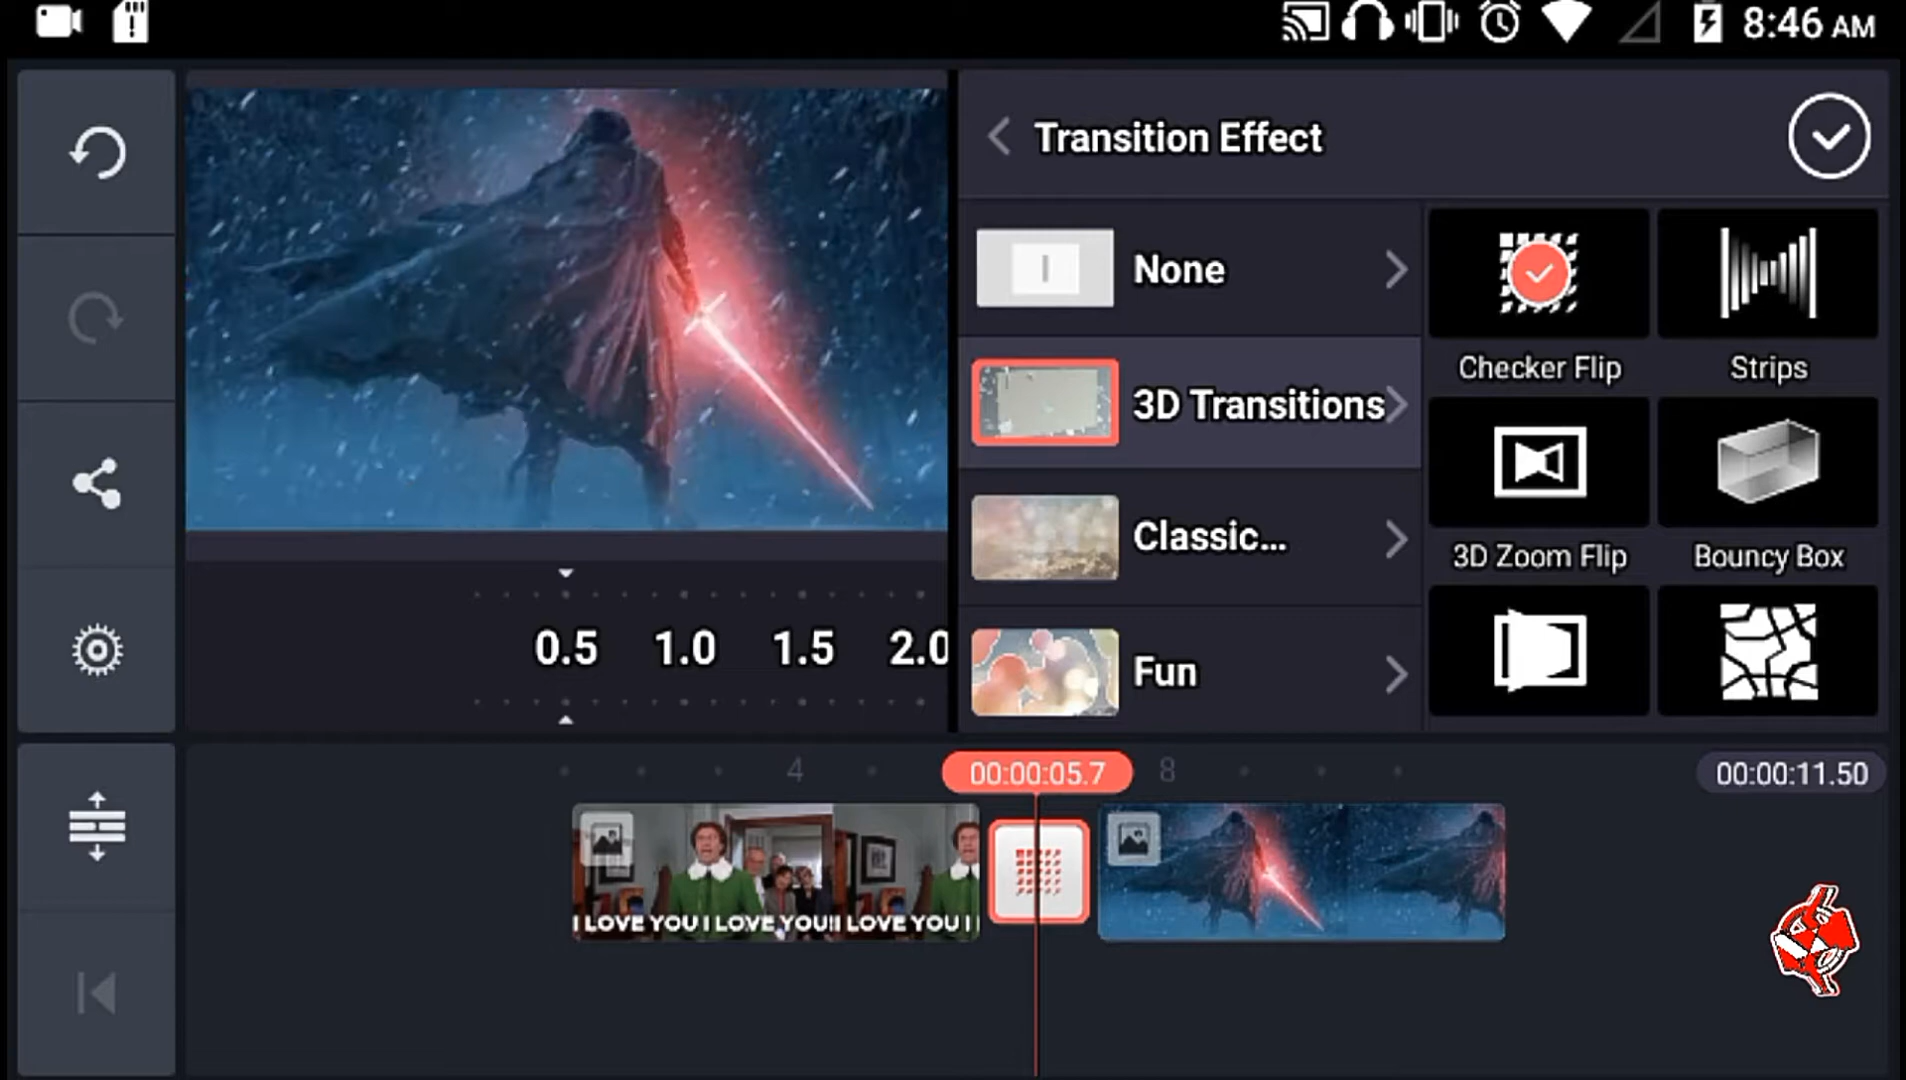 8:46 AM
Transition Effect
None
3D Transitions
Classic...
Fun
Checker Flip
Strips
3D Zoom Flip
Bouncy Box
0.5 1.0 1.5 2.0
4
00:00:05.7
8
00:00:11.50
I LOVE YOU I LOVE YOU!I I LOVE YOU I I